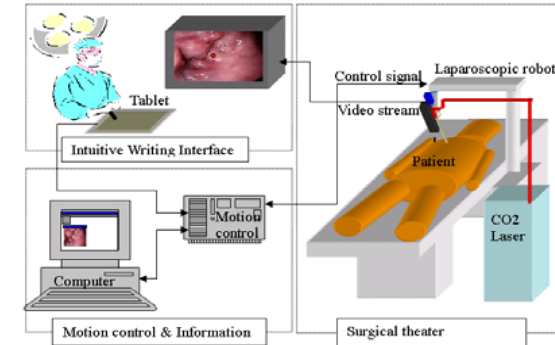 Tablet
Intuitive Writing Interface
Control signal
Laparoscopic robot
Video stream
Patient
CO2
Laser
Motion
control
Computer
Motion control & Information
Surgical theater